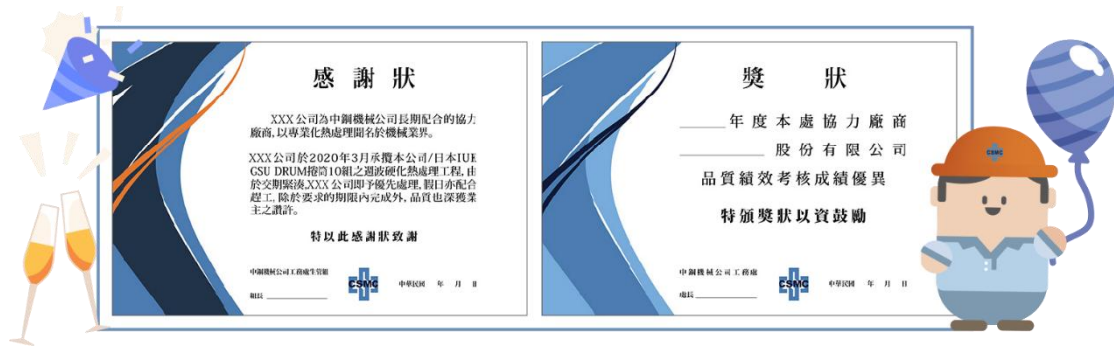 感謝狀
XXX公司為中鋼機械公司長期配合的協力
廠商,以專業化熱處理聞名於機械業界。
XXX公司於2020年3月承攬本公司/日本IUE
GSU DRUM捲筒10組之週波硬化熱處理工程,由
於交期緊湊,XXX公司即予優先處理,假日亦配合
趕工,除於要求的期限內完成外,品質也深獲業
主之讚許。
特以此感謝狀致謝
中鋼機械公司工務處生管組
組長
CSMC
中華民國 年 月 日
獎 狀
年度本處協力廠商
股份有限公司
品質績效考核成績優異
特頒獎狀以資鼓勵
中鋼機械公司工務處
處長
CSMC
中華民國 年 月 日
CSMC